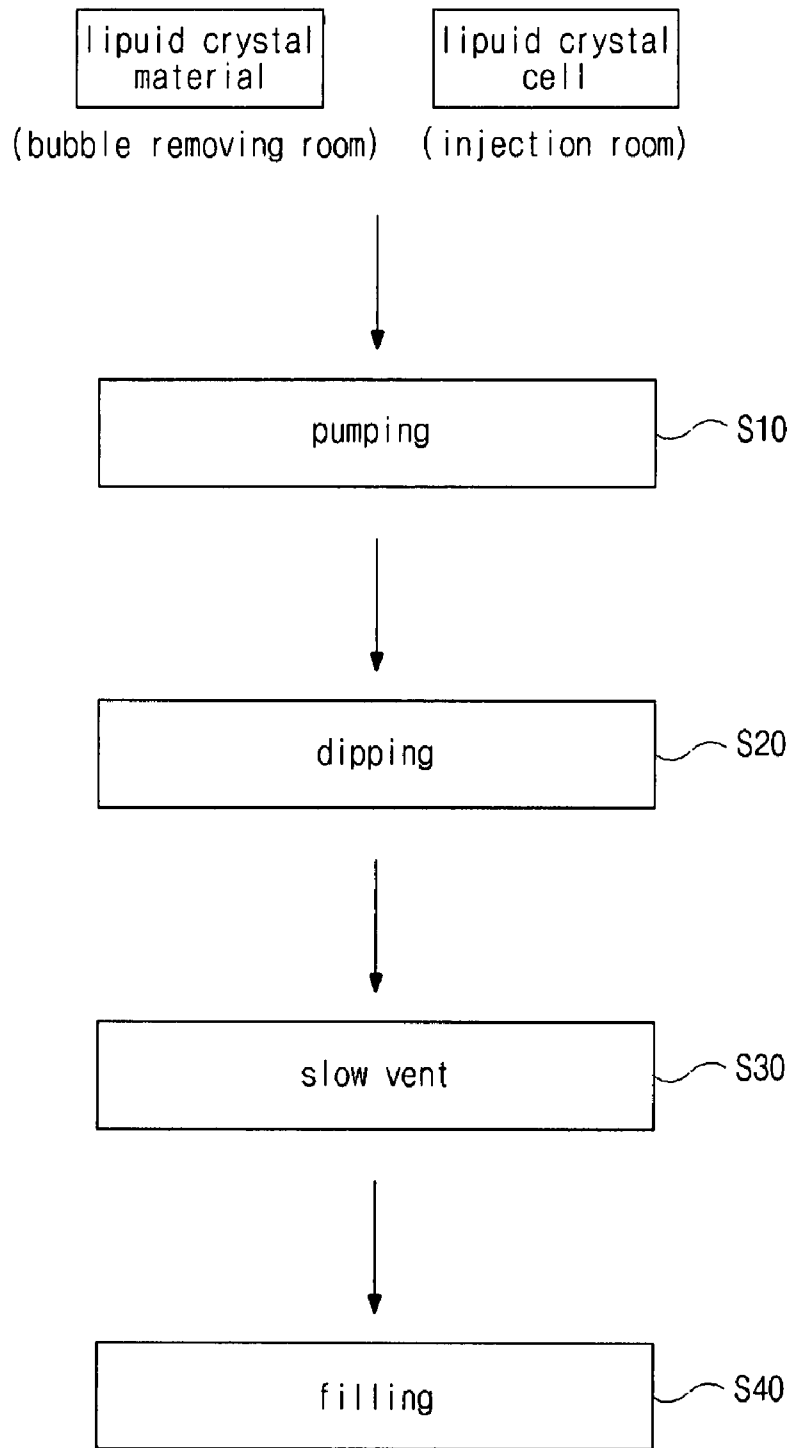 lipuid crystal
material
lipuid crystal
cell
(bubble removing room)
(injection room)
pumping
S10
dipping
S20
slow vent
S30
filling
S40